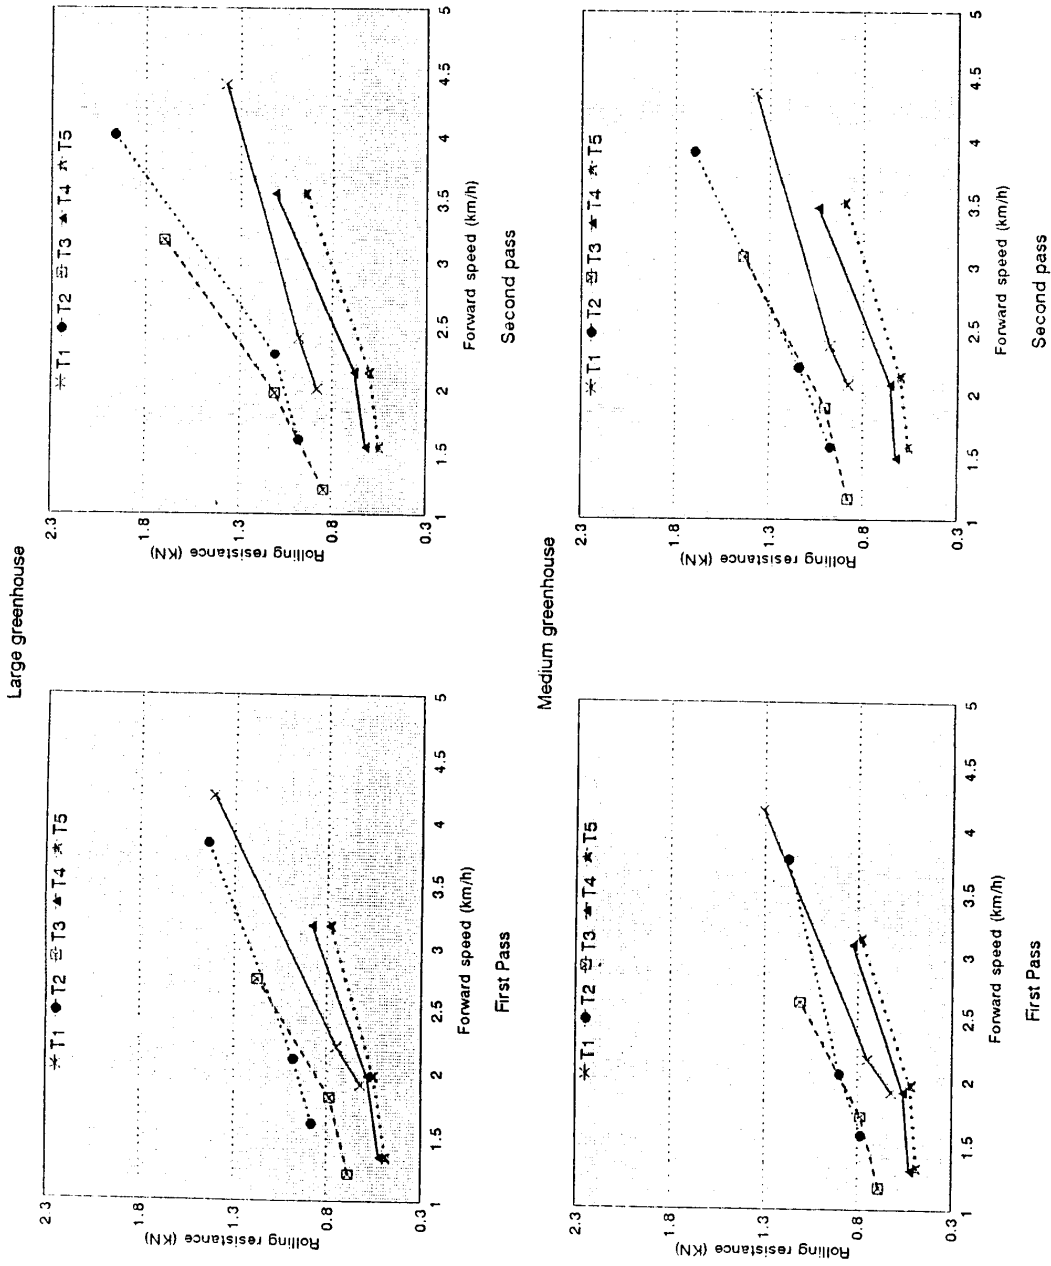 Large greenhouse
T1 T2 T3 T4 T5
2.3
1.8
1.3
0.8
0.3
Rolling resistance (KN)
1 1.5 2 2.5 3 3.5 4 4.5 5
Forward speed (km/h)
First Pass
T1 T2 T3 T4 T5
2.3
1.8
1.3
0.8
0.3
Rolling resistance (KN)
1 1.5 2 2.5 3 3.5 4 4.5 5
Forward speed (km/h)
Second pass
Medium greenhouse
T1 T2 T3 T4 T5
2.3
1.8
1.3
0.8
0.3
Rolling resistance (KN)
1 1.5 2 2.5 3 3.5 4 4.5 5
Forward speed (km/h)
First Pass
T1 T2 T3 T4 T5
2.3
1.8
1.3
0.8
0.3
Rolling resistance (KN)
1 1.5 2 2.5 3 3.5 4 4.5 5
Forward speed (km/h)
Second pass